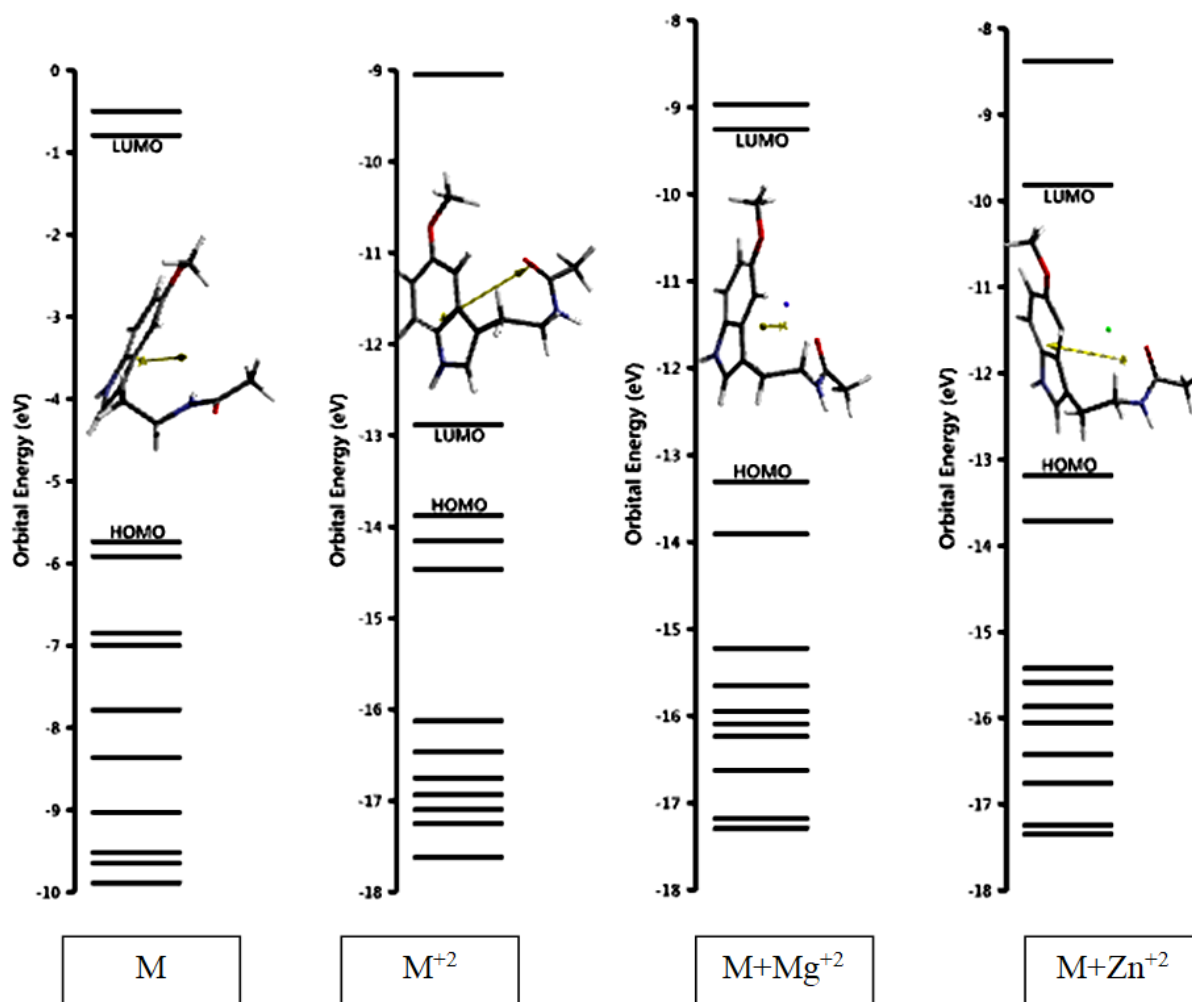 Orbital Energy (eV)
0
-1
-2
-3
-4
-5
-6
-7
-8
-9
-10
LUMO
HOMO
M
Orbital Energy (eV)
-9
-10
-11
-12
-13
-14
-15
-16
-17
-18
LUMO
HOMO
M+2
Orbital Energy (eV)
-8
-9
-10
-11
-12
-13
-14
-15
-16
-17
-18
LUMO
HOMO
M+Mg+2
Orbital Energy (eV)
-8
-9
-10
-11
-12
-13
-14
-15
-16
-17
-18
LUMO
HOMO
M+Zn+2